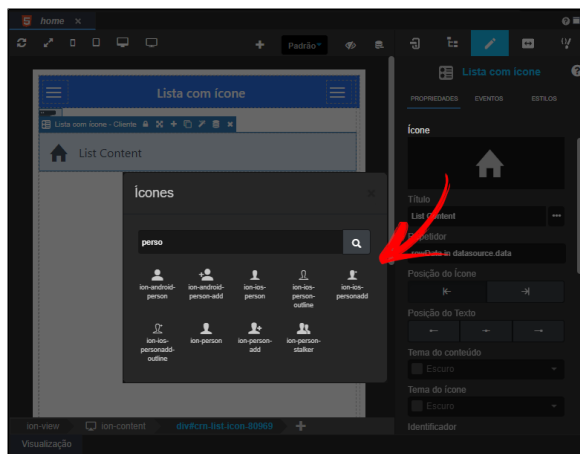 home ×
Padrão
Lista com ícone
Lista com ícone
PROPRIEDADES EVENTOS ESTILOS
Lista com ícone - Cliente
List Content
Ícone
Título
List Content
Repetidor
rowData in datasource.data
Posição do Ícone
Posição do Texto
Tema do conteúdo
Escuro
Tema do ícone
Escuro
Identificador
Ícones
perso
ion-android-person
ion-android-person-add
ion-ios-person
ion-ios-person-outline
ion-ios-personadd
ion-ios-personadd-outline
ion-person
ion-person-add
ion-person-stalker
ion-view ion-content div#crn-list-icon-80969
Visualização